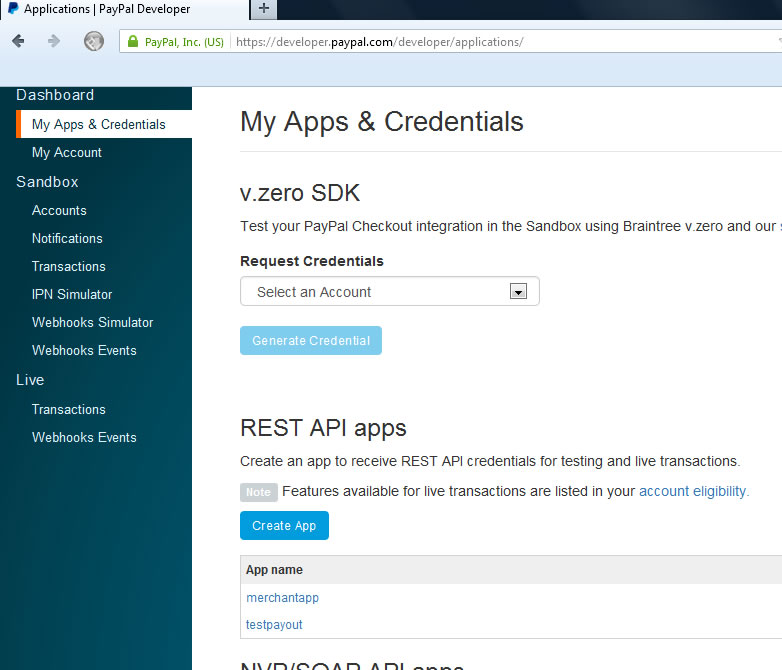 Applications | PayPal Developer
+
PayPal, Inc. (US)
https://developer.paypal.com/developer/applications/
Dashboard
My Apps & Credentials
My Account
Sandbox
Accounts
Notifications
Transactions
IPN Simulator
Webhooks Simulator
Webhooks Events
Live
Transactions
Webhooks Events
My Apps & Credentials
v.zero SDK
Test your PayPal Checkout integration in the Sandbox using Braintree v.zero and our
Request Credentials
Select an Account
Generate Credential
REST API apps
Create an app to receive REST API credentials for testing and live transactions.
Note Features available for live transactions are listed in your account eligibility.
Create App
App name
merchantapp
testpayout
NVP/SOAP API apps